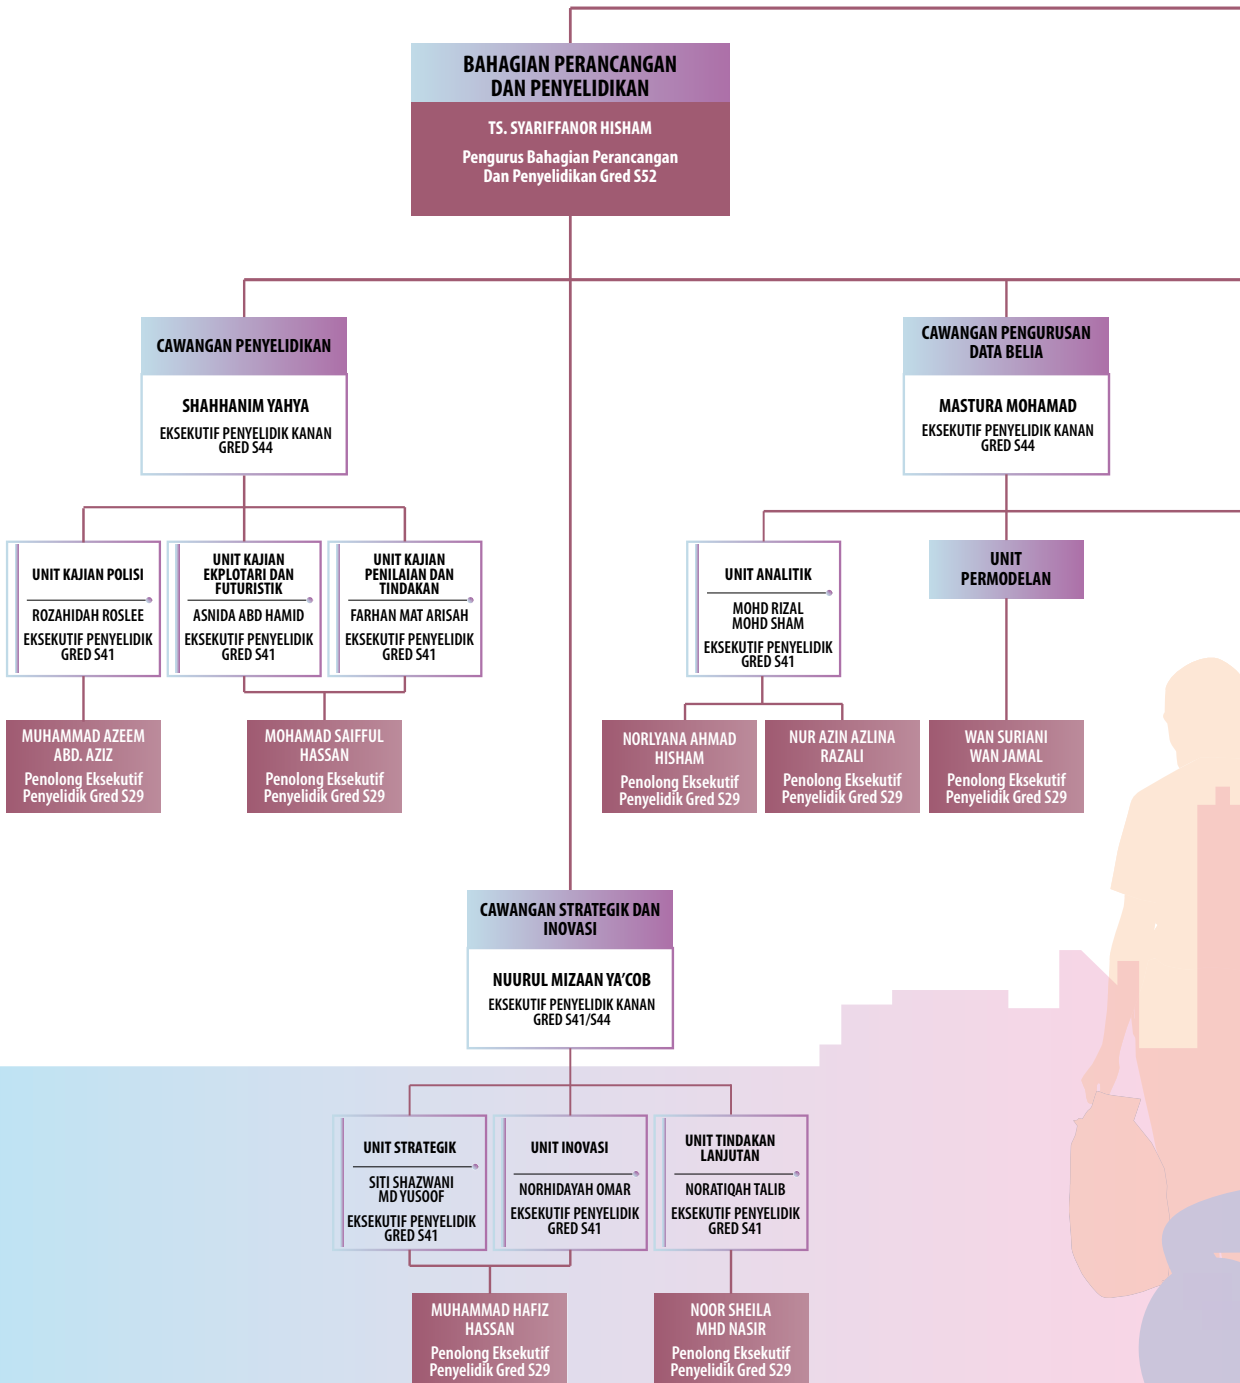 BAHAGIAN PERANCANGAN
DAN PENYELIDIKAN
TS. SYARIFFANOR HISHAM
Pengurus Bahagian Perancangan
Dan Penyelidikan Gred S52
CAWANGAN PENYELIDIKAN
SHAHHANIM YAHYA
EKSEKUTIF PENYELIDIK KANAN
GRED S44
CAWANGAN PENGURUSAN
DATA BELIA
MASTURA MOHAMAD
EKSEKUTIF PENYELIDIK KANAN
GRED S44
UNIT KAJIAN POLISI
ROZAHIDAH ROSLEE
EKSEKUTIF PENYELIDIK
GRED S41
UNIT KAJIAN
EKPLOTARI DAN
FUTURISTIK
ASNIDA ABD HAMID
EKSEKUTIF PENYELIDIK
GRED S41
UNIT KAJIAN
PENILAIAN DAN
TINDAKAN
FARHAN MAT ARISAH
EKSEKUTIF PENYELIDIK
GRED S41
UNIT ANALITIK
MOHD RIZAL
MOHD SHAM
EKSEKUTIF PENYELIDIK
GRED S41
UNIT
PERMODELAN
MUHAMMAD AZEEM
ABD. AZIZ
Penolong Eksekutif
Penyelidik Gred S29
MOHAMAD SAIFFUL
HASSAN
Penolong Eksekutif
Penyelidik Gred S29
NORLYANA AHMAD
HISHAM
Penolong Eksekutif
Penyelidik Gred S29
NUR AZIN AZLINA
RAZALI
Penolong Eksekutif
Penyelidik Gred S29
WAN SURIANI
WAN JAMAL
Penolong Eksekutif
Penyelidik Gred S29
CAWANGAN STRATEGIK DAN
INOVASI
NUURUL MIZAAN YA’COB
EKSEKUTIF PENYELIDIK KANAN
GRED S41/S44
UNIT STRATEGIK
SITI SHAZWANI
MD YUSOOF
EKSEKUTIF PENYELIDIK
GRED S41
UNIT INOVASI
NORHIDAYAH OMAR
EKSEKUTIF PENYELIDIK
GRED S41
UNIT TINDAKAN
LANJUTAN
NORATIQAH TALIB
EKSEKUTIF PENYELIDIK
GRED S41
MUHAMMAD HAFIZ
HASSAN
Penolong Eksekutif
Penyelidik Gred S29
NOOR SHEILA
MHD NASIR
Penolong Eksekutif
Penyelidik Gred S29